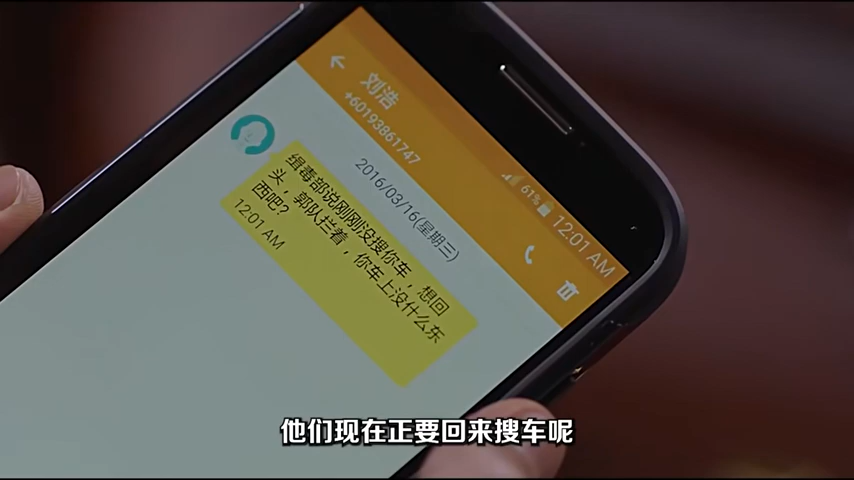 刘浩
+60193861747
61% 12:01 AM
2016/03/16(星期三)
缉毒部说刚刚没搜你车，想回
头，郭队拦着，你车上没什么东
西吧？
12:01 AM
他们现在正要回来搜车呢